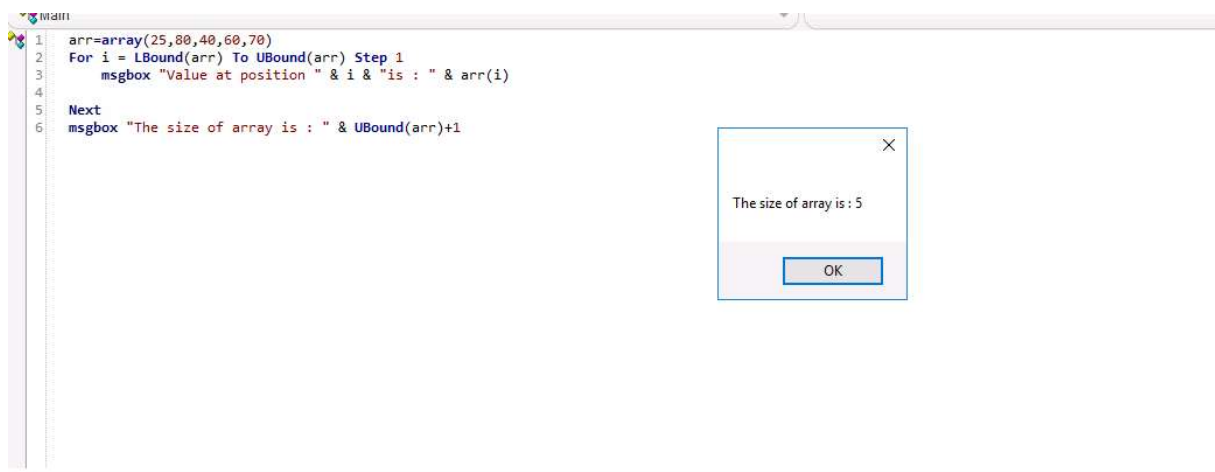 Main
1 arr=array(25,80,40,60,70)
2 For i = LBound(arr) To UBound(arr) Step 1
3 msgbox "Value at position " & i & "is : " & arr(i)
4
5 Next
6 msgbox "The size of array is : " & UBound(arr)+1
The size of array is : 5
OK